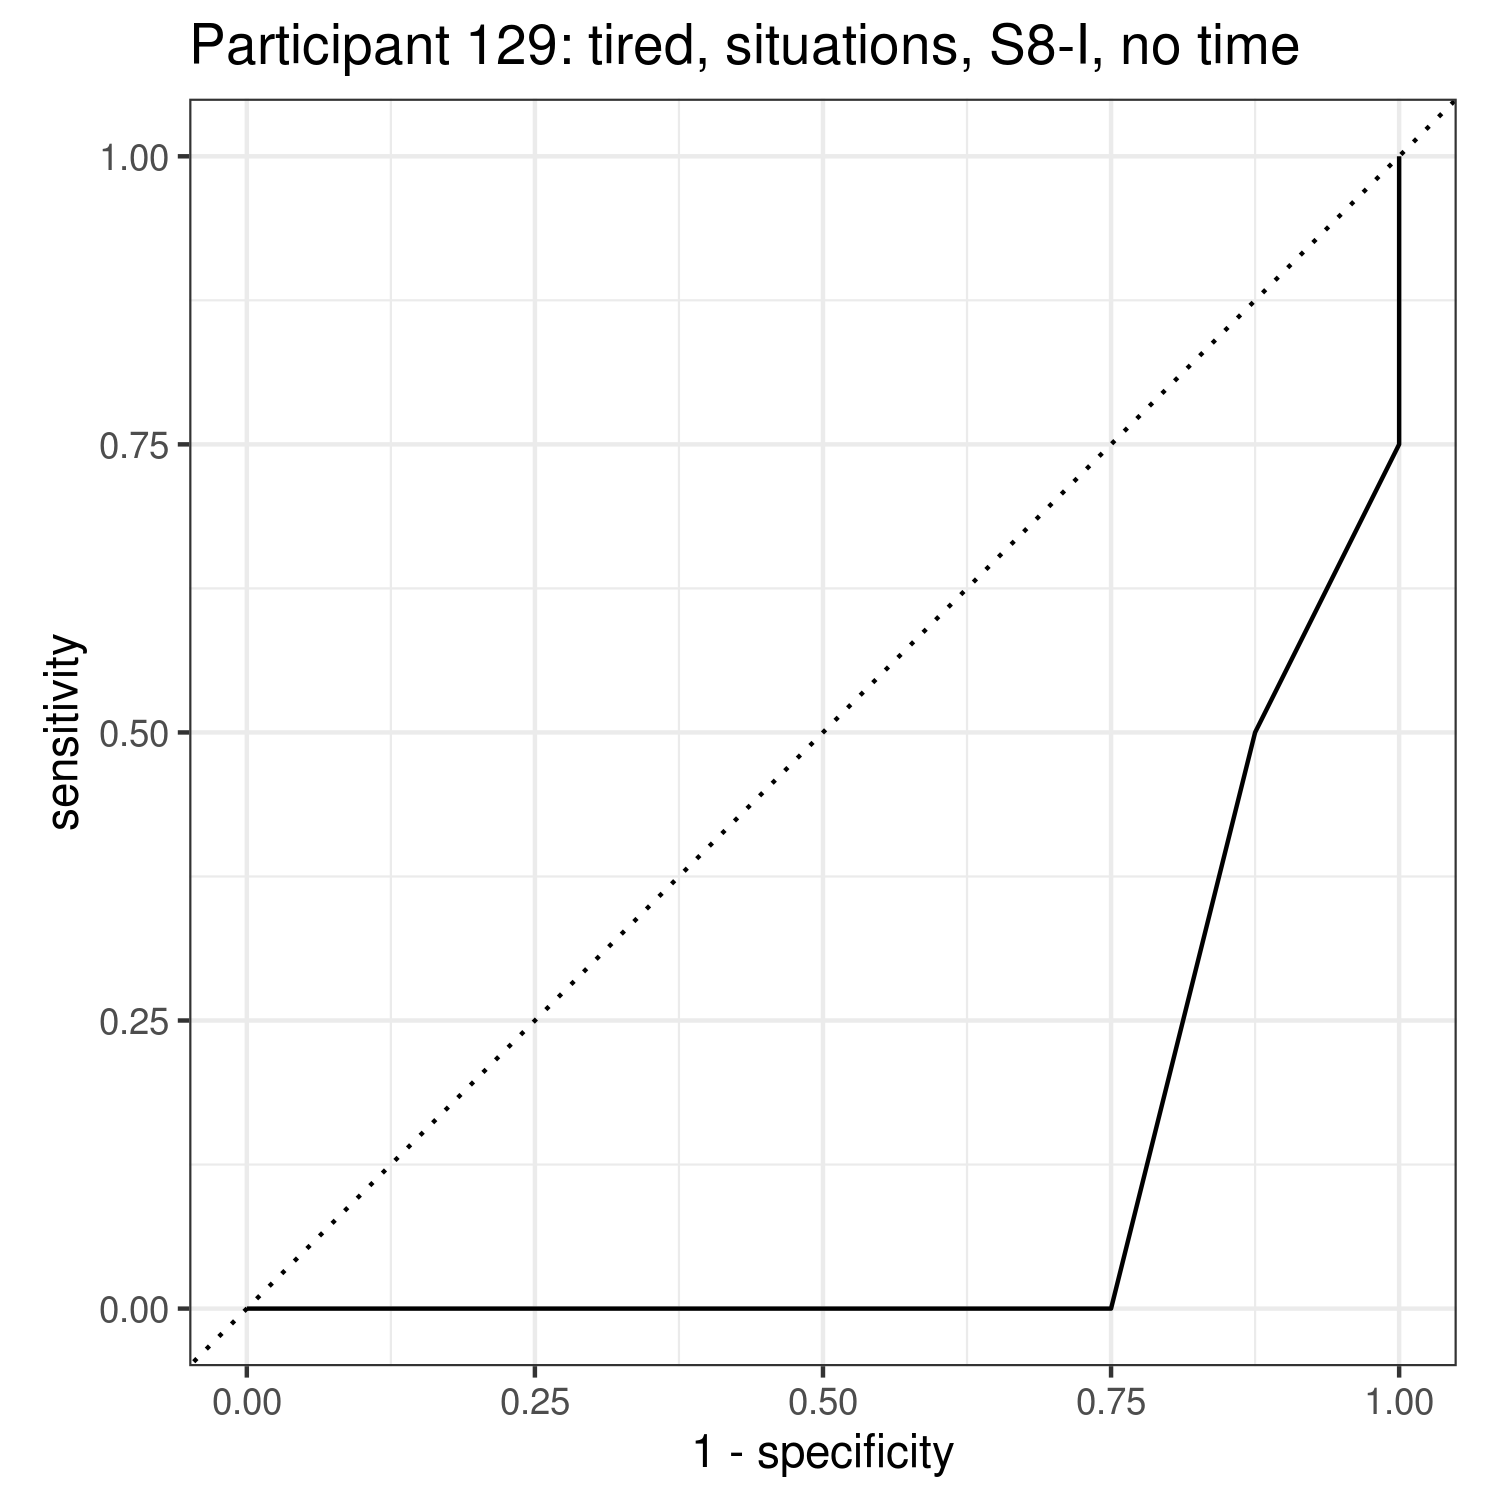 Participant 129: tired, situations, S8-I, no time
1.00
0.75
0.50
0.25
0.00
sensitivity
0.00 0.25 0.50 0.75 1.00
1 - specificity